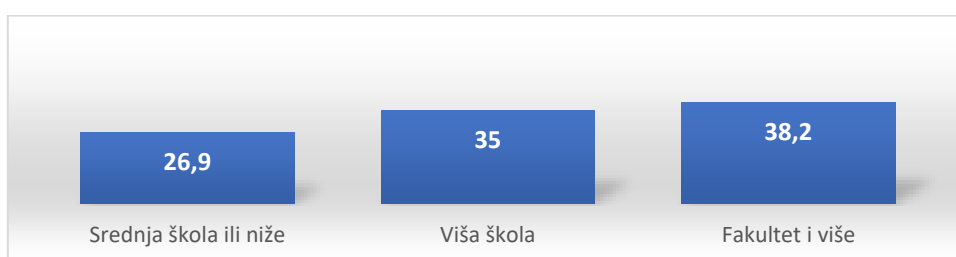 26,9
35
38,2
Srednja škola ili niže
Viša škola
Fakultet i više